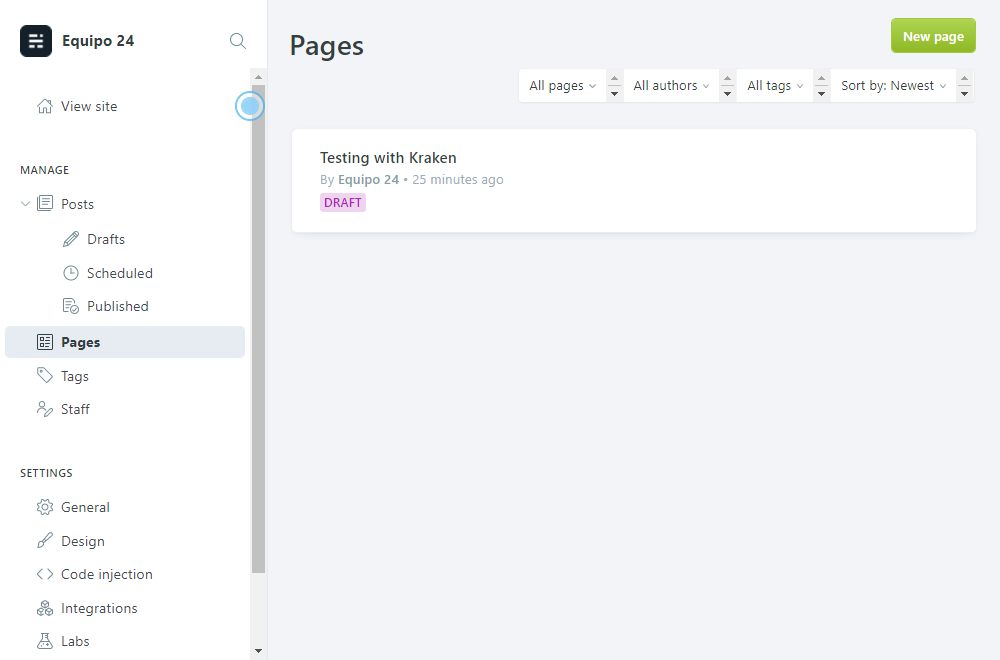 Equipo 24
View site
MANAGE
Posts
Drafts
Scheduled
Published
Pages
Tags
Staff
SETTINGS
General
Design
Code injection
Integrations
Labs
Pages
New page
All pages
All authors
All tags
Sort by: Newest
Testing with Kraken
By Equipo 24 • 25 minutes ago
DRAFT